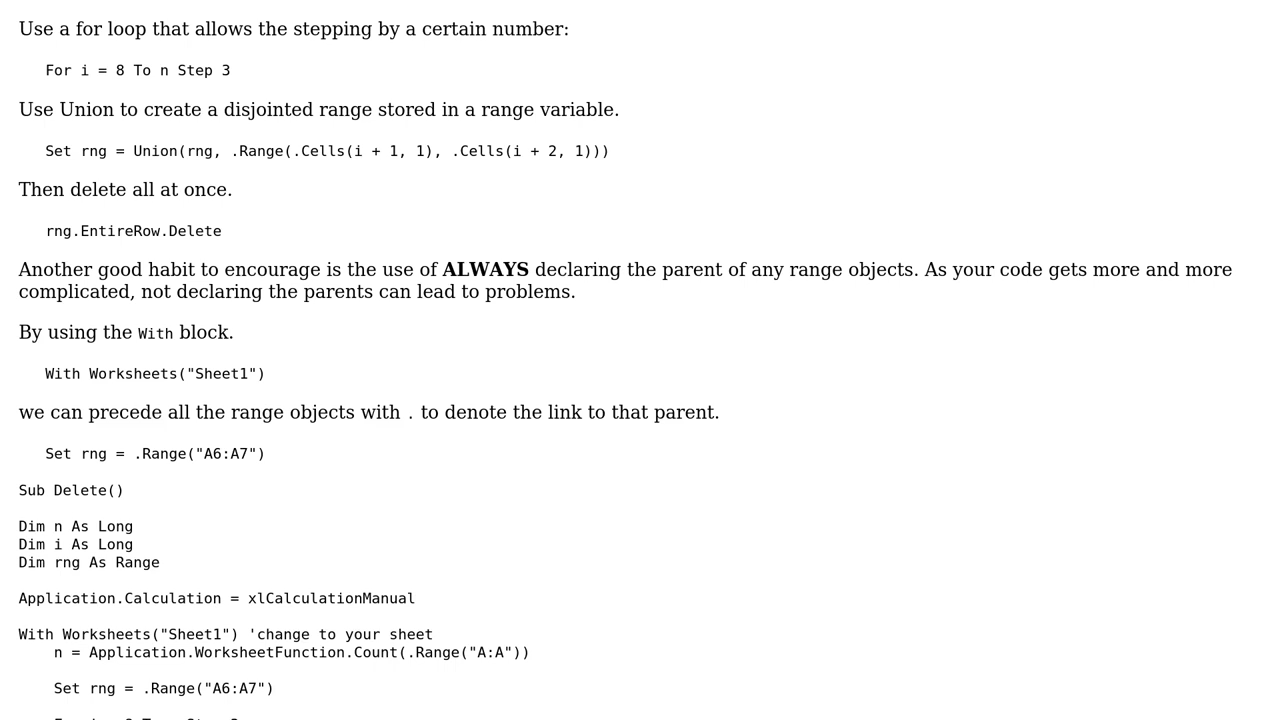 Use a for loop that allows the stepping by a certain number:
For i = 8 To n Step 3
Use Union to create a disjointed range stored in a range variable.
Set rng = Union(rng, .Range(.Cells(i + 1, 1), .Cells(i + 2, 1)))
Then delete all at once.
rng.EntireRow.Delete
Another good habit to encourage is the use of ALWAYS declaring the parent of any range objects. As your code gets more and more
complicated, not declaring the parents can lead to problems.
By using the With block.
With Worksheets("Sheet1")
we can precede all the range objects with . to denote the link to that parent.
Set rng = .Range("A6:A7")
Sub Delete()
Dim n As Long
Dim i As Long
Dim rng As Range
Application.Calculation = xlCalculationManual
With Worksheets("Sheet1") 'change to your sheet
n = Application.WorksheetFunction.Count(.Range("A:A"))
Set rng = .Range("A6:A7")